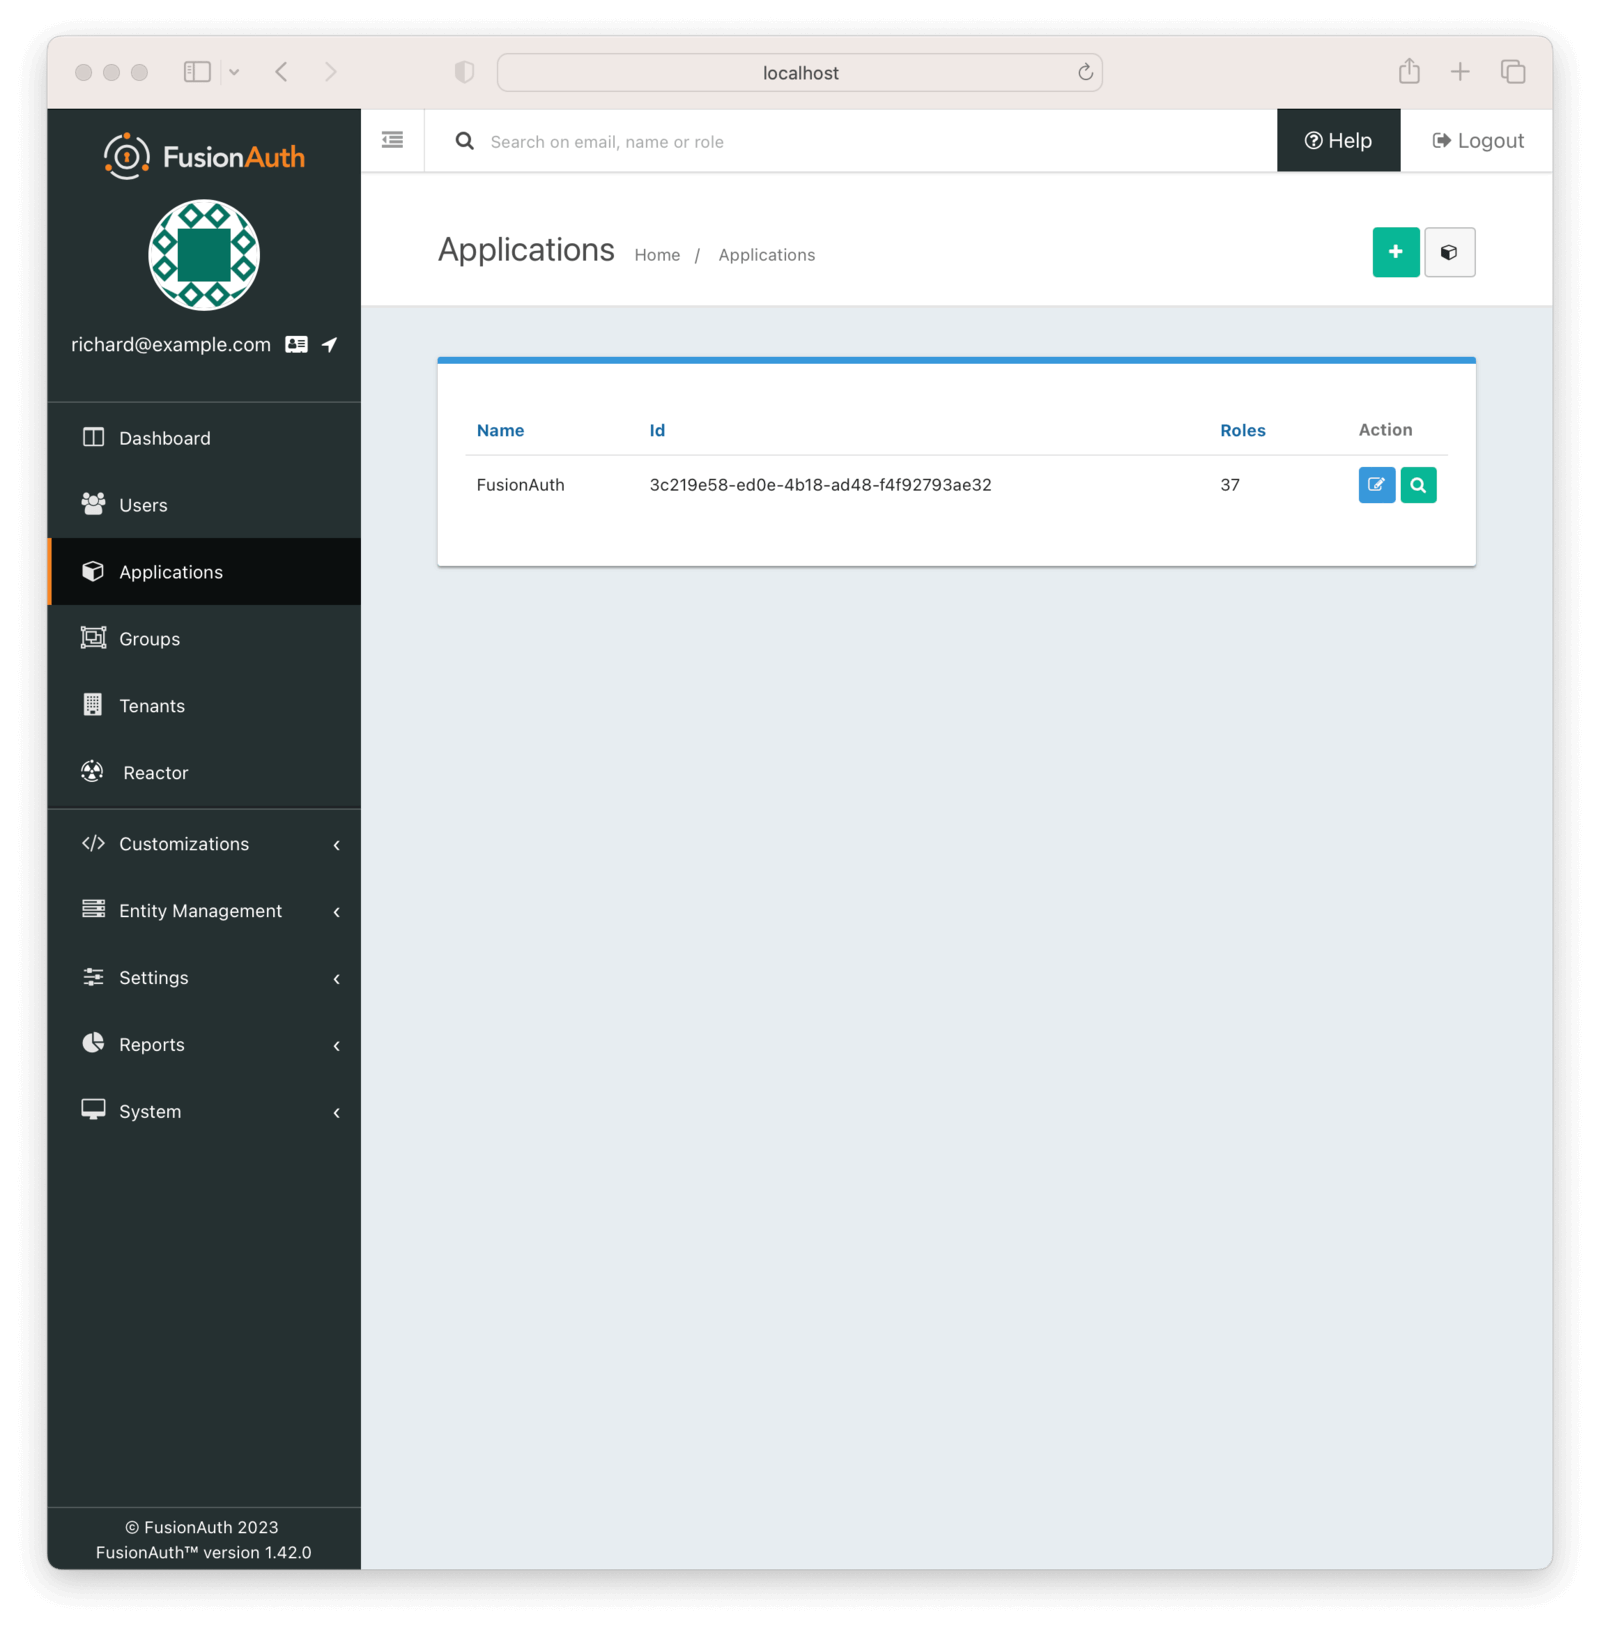 localhost
FusionAuth
Search on email, name or role
Help
Logout
richard@example.com
Applications
Home / Applications
Dashboard
Users
Applications
Groups
Tenants
Reactor
Customizations
Entity Management
Settings
Reports
System
Name Id Roles Action
FusionAuth 3c219e58-ed0e-4b18-ad48-f4f92793ae32 37
© FusionAuth 2023
FusionAuth™ version 1.42.0